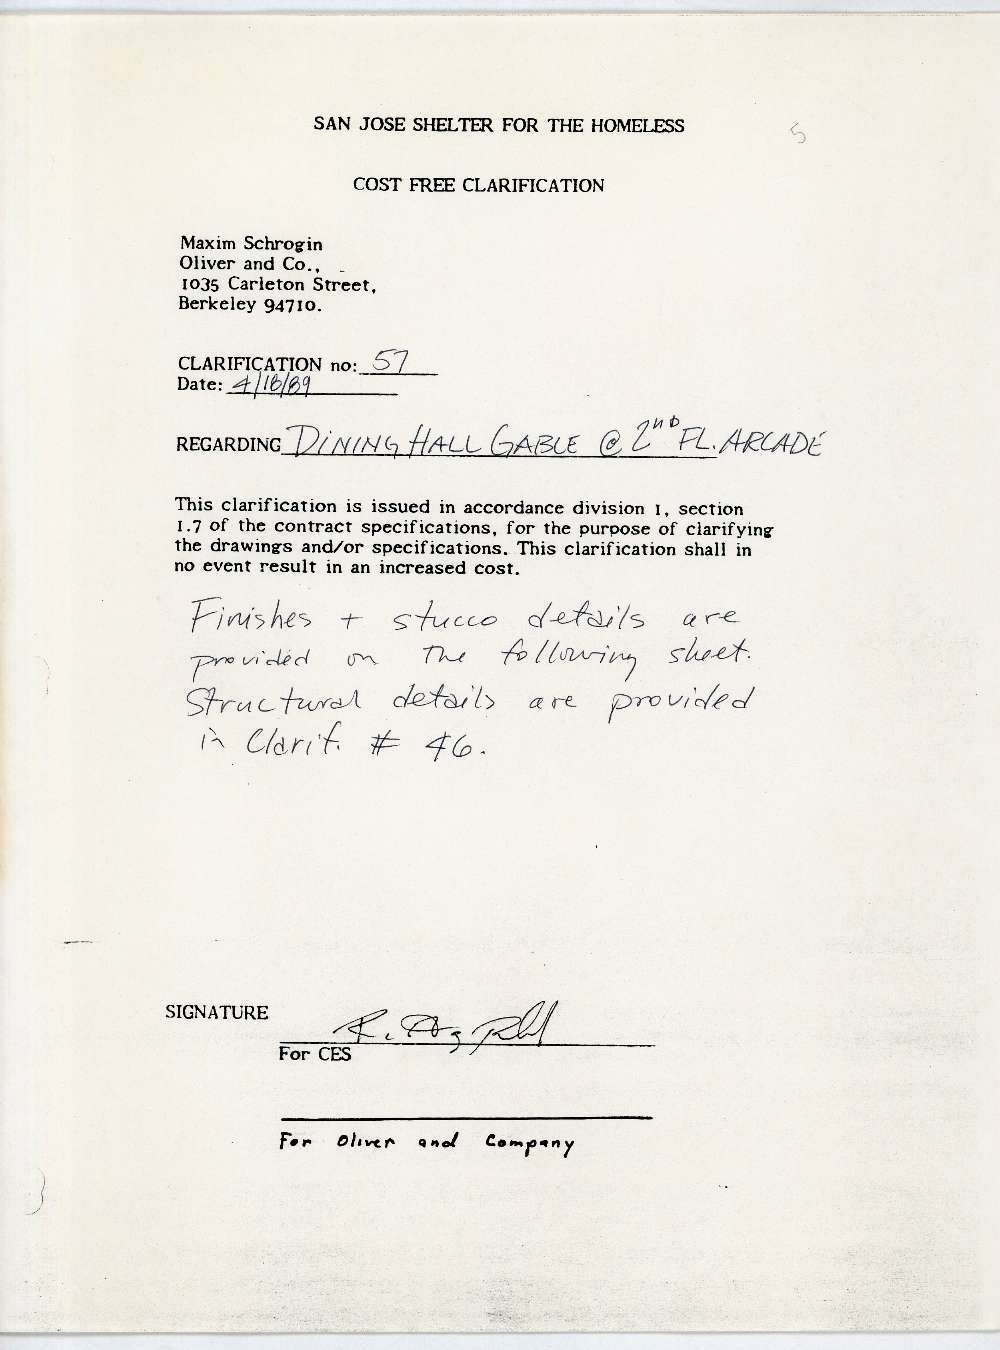 SAN JOSE SHELTER FOR THE HOMELESS
5
COST FREE CLARIFICATION
Maxim Schrogin
Oliver and Co.,
1035 Carleton Street,
Berkeley 94710.
CLARIFICATION no: 57
Date: 4/18/89
REGARDING DINING HALL GABLE @ 2ND FL. ARCADE
This clarification is issued in accordance division 1, section
1.7 of the contract specifications, for the purpose of clarifying
the drawings and/or specifications. This clarification shall in
no event result in an increased cost.
Finishes + stucco details are
provided on The following sheet.
Structural details are provided
in Clarif. # 46.
SIGNATURE
For CES
For Oliver and Company